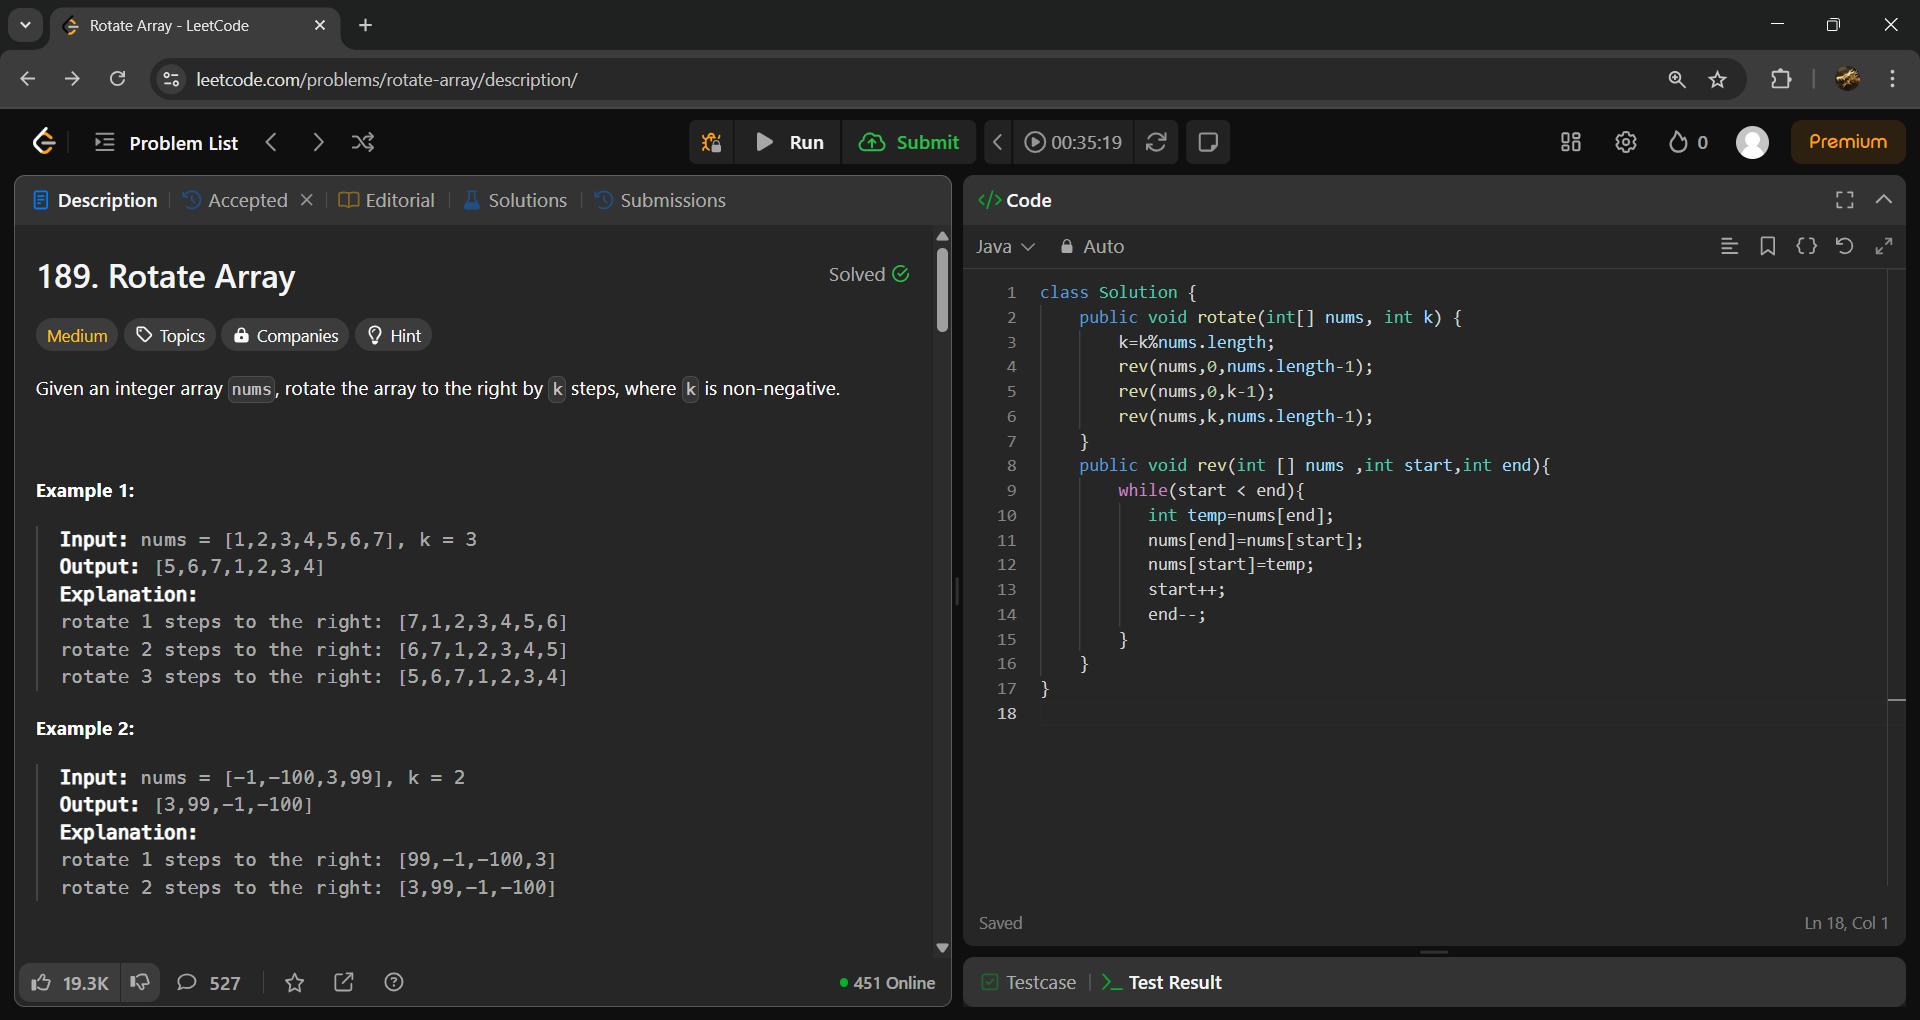 Rotate Array - LeetCode
leetcode.com/problems/rotate-array/description/
Problem List
Run
Submit
00:35:19
0
Premium
Description
Accepted
Editorial
Solutions
Submissions
189. Rotate Array
Solved
Medium
Topics
Companies
Hint
Given an integer array nums, rotate the array to the right by k steps, where k is non-negative.
Example 1:
Input: nums = [1,2,3,4,5,6,7], k = 3
Output: [5,6,7,1,2,3,4]
Explanation:
rotate 1 steps to the right: [7,1,2,3,4,5,6]
rotate 2 steps to the right: [6,7,1,2,3,4,5]
rotate 3 steps to the right: [5,6,7,1,2,3,4]
Example 2:
Input: nums = [-1,-100,3,99], k = 2
Output: [3,99,-1,-100]
Explanation:
rotate 1 steps to the right: [99,-1,-100,3]
rotate 2 steps to the right: [3,99,-1,-100]
19.3K
527
451 Online
</> Code
Java
Auto
1 class Solution {
2 public void rotate(int[] nums, int k) {
3 k=k%nums.length;
4 rev(nums,0,nums.length-1);
5 rev(nums,0,k-1);
6 rev(nums,k,nums.length-1);
7 }
8 public void rev(int [] nums ,int start,int end){
9 while(start < end){
10 int temp=nums[end];
11 nums[end]=nums[start];
12 nums[start]=temp;
13 start++;
14 end--;
15 }
16 }
17 }
18
Saved
Ln 18, Col 1
Testcase
Test Result